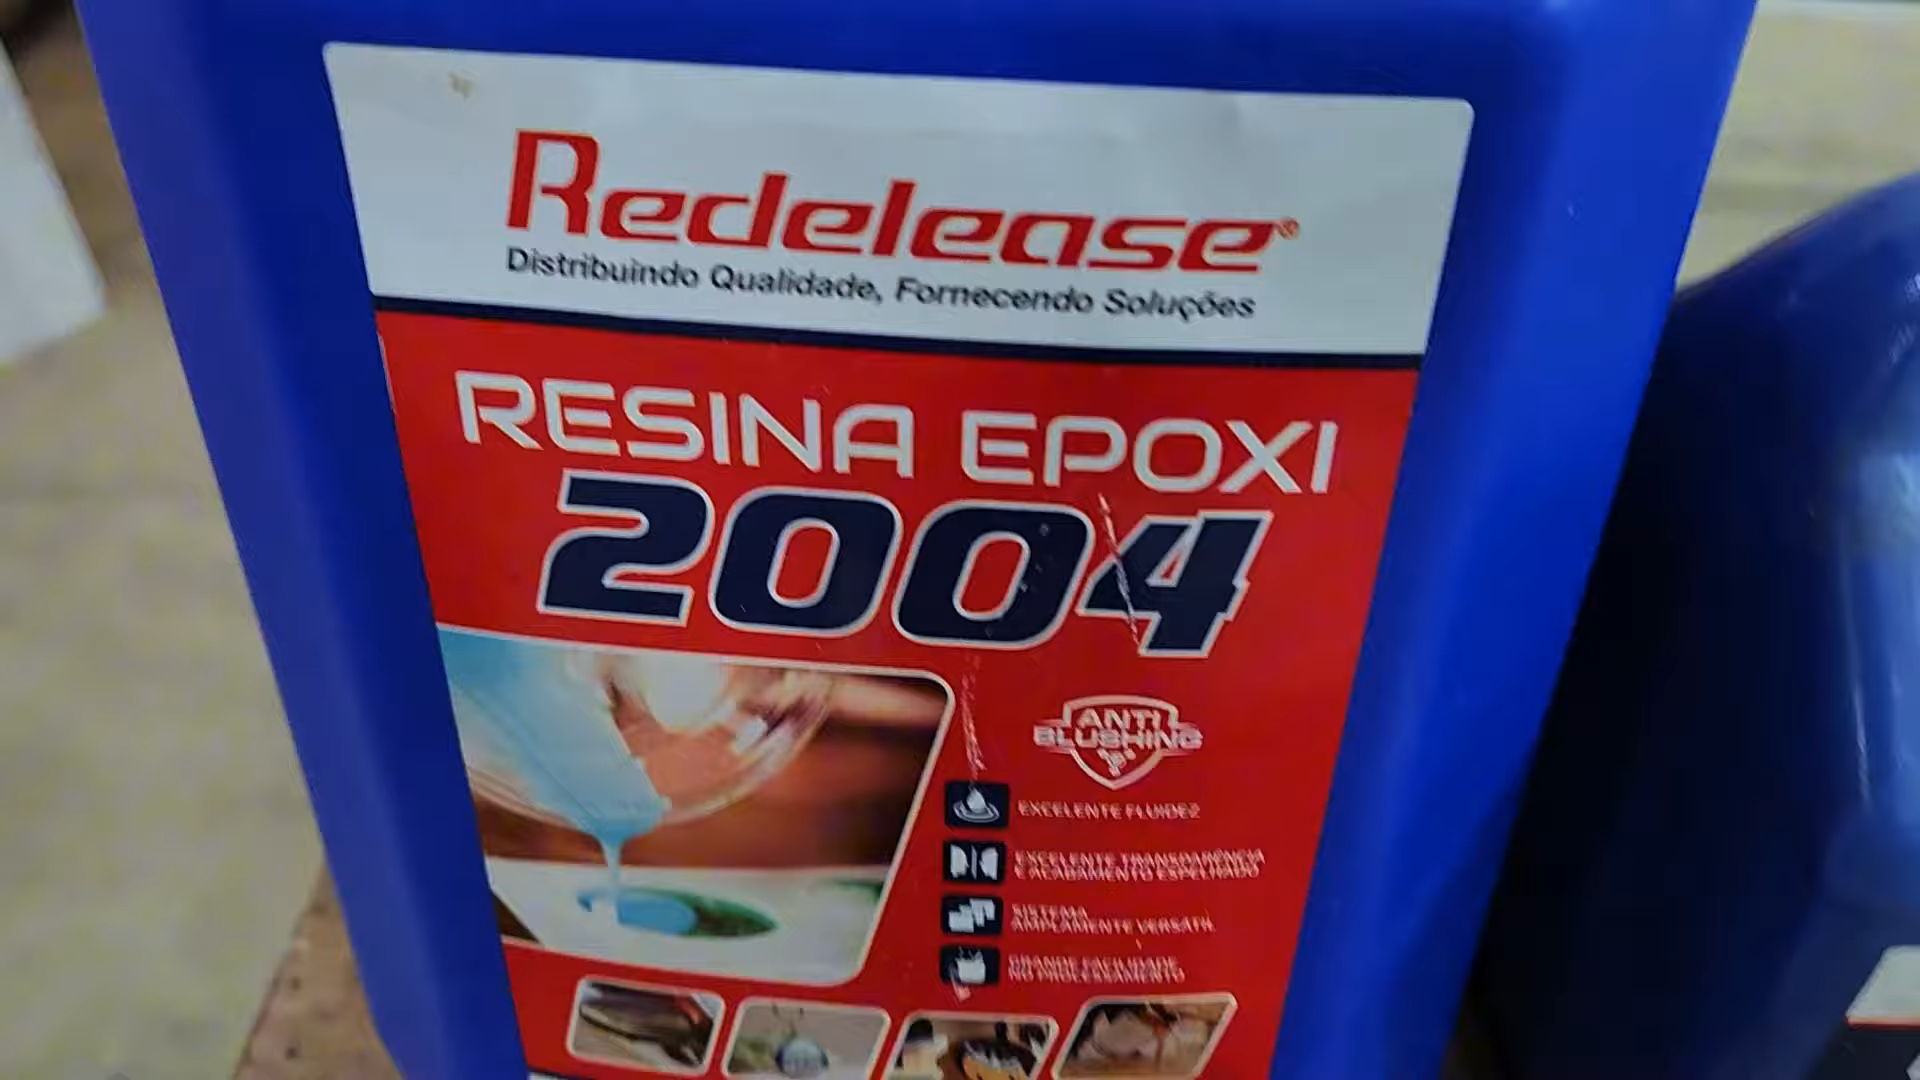 Redelease®
Distribuindo Qualidade, Fornecendo Soluções
RESINA EPOXI
2004
ANTI
BLUSHING
EXCELENTE FLUIDEZ
EXCELENTE TRANSPARÊNCIA
E ACABAMENTO ESPELHADO
SISTEMA
AMPLAMENTE VERSÁTIL
GRANDE FACILIDADE
NO PROCESSAMENTO